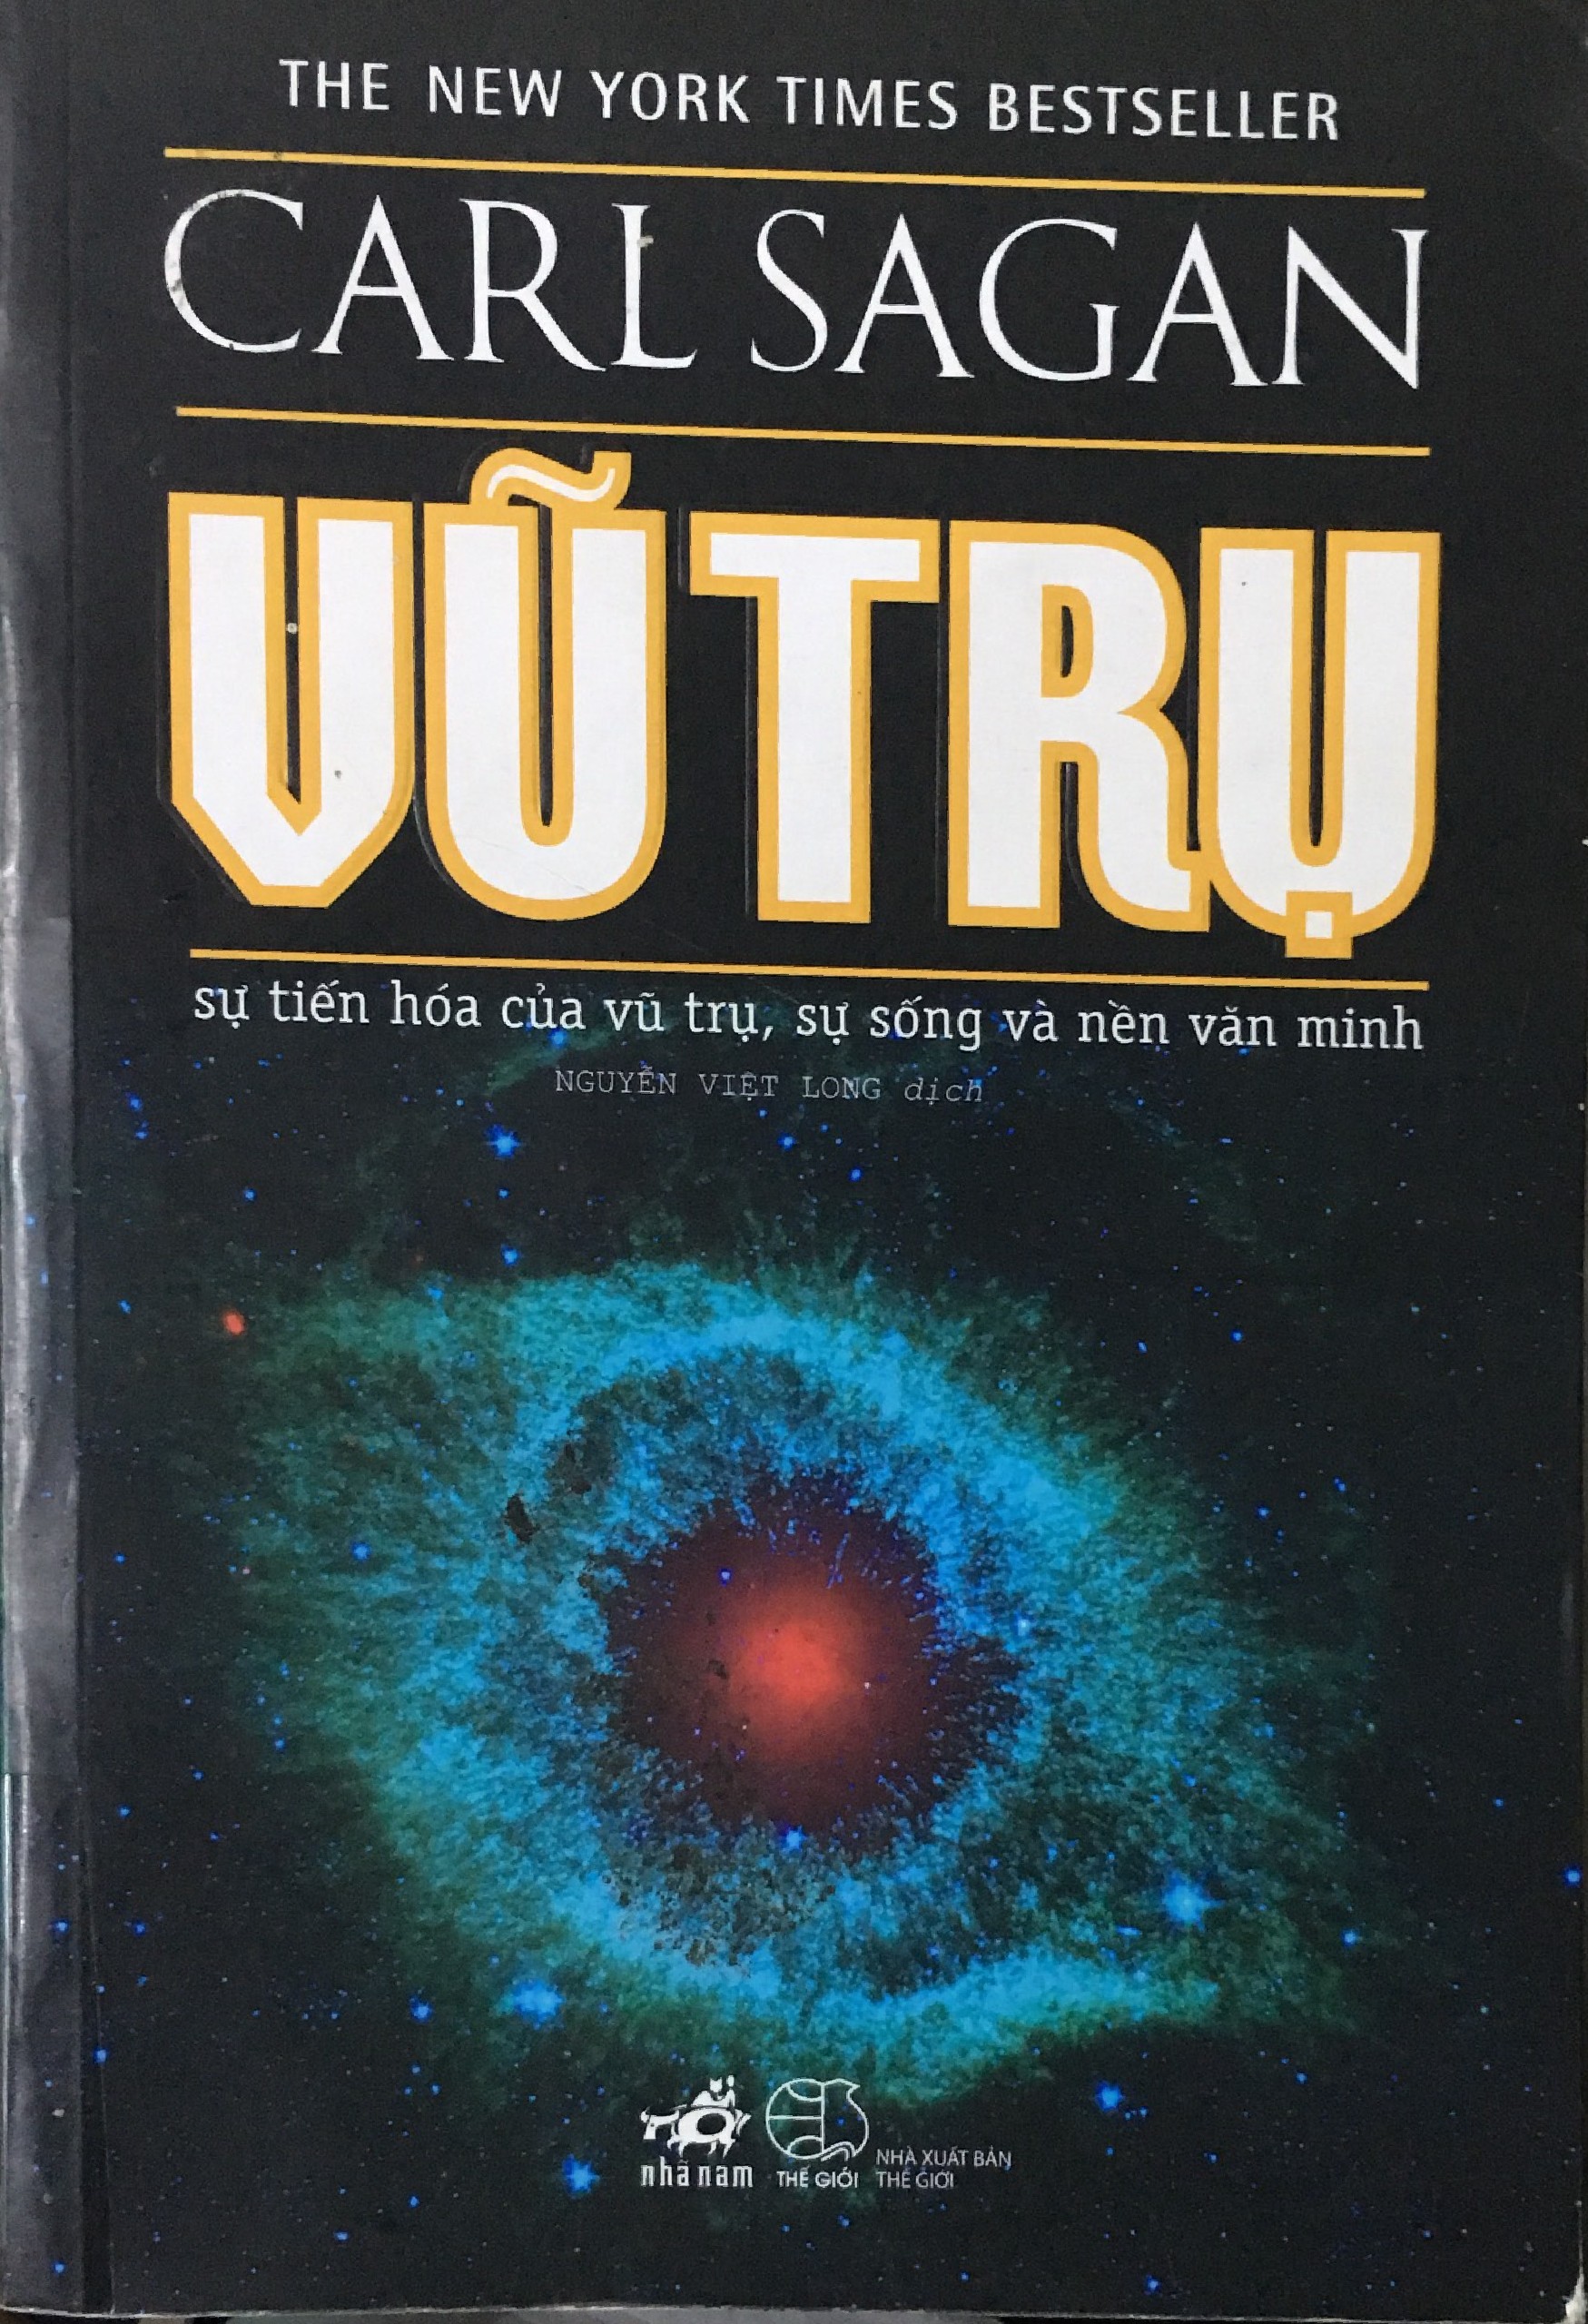 THE NEW YORK TIMES BESTSELLER
CARL SAGAN
VŨ TRỤ
sự tiến hóa của vũ trụ, sự sống và nền văn minh
NGUYỄN VIỆT LONG dịch
nhã nam
THẾ GIỚI
NHÀ XUẤT BẢN
THẾ GIỚI